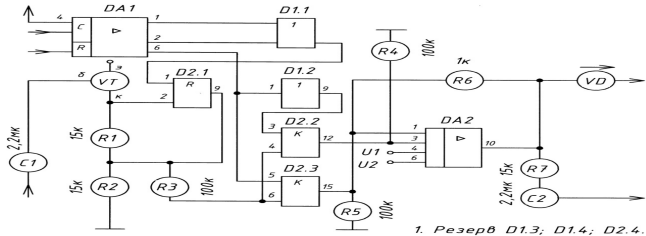 DA1
D1.1
4
C
1
1
2
R
6
R4
100к
1к
R6
VD
э
б
VT
к
D2.1
1
R
9
2
D1.2
1
1
9
D2.2
3
К
12
4
DA2
1
3
10
U1
4
U2
6
2,2мк
C1
15к
R1
15к
R2
R3
100к
D2.3
5
К
15
6
R5
100к
R7
15к
2,2мк
C2
1. Резерв D1.3; D1.4; D2.4.